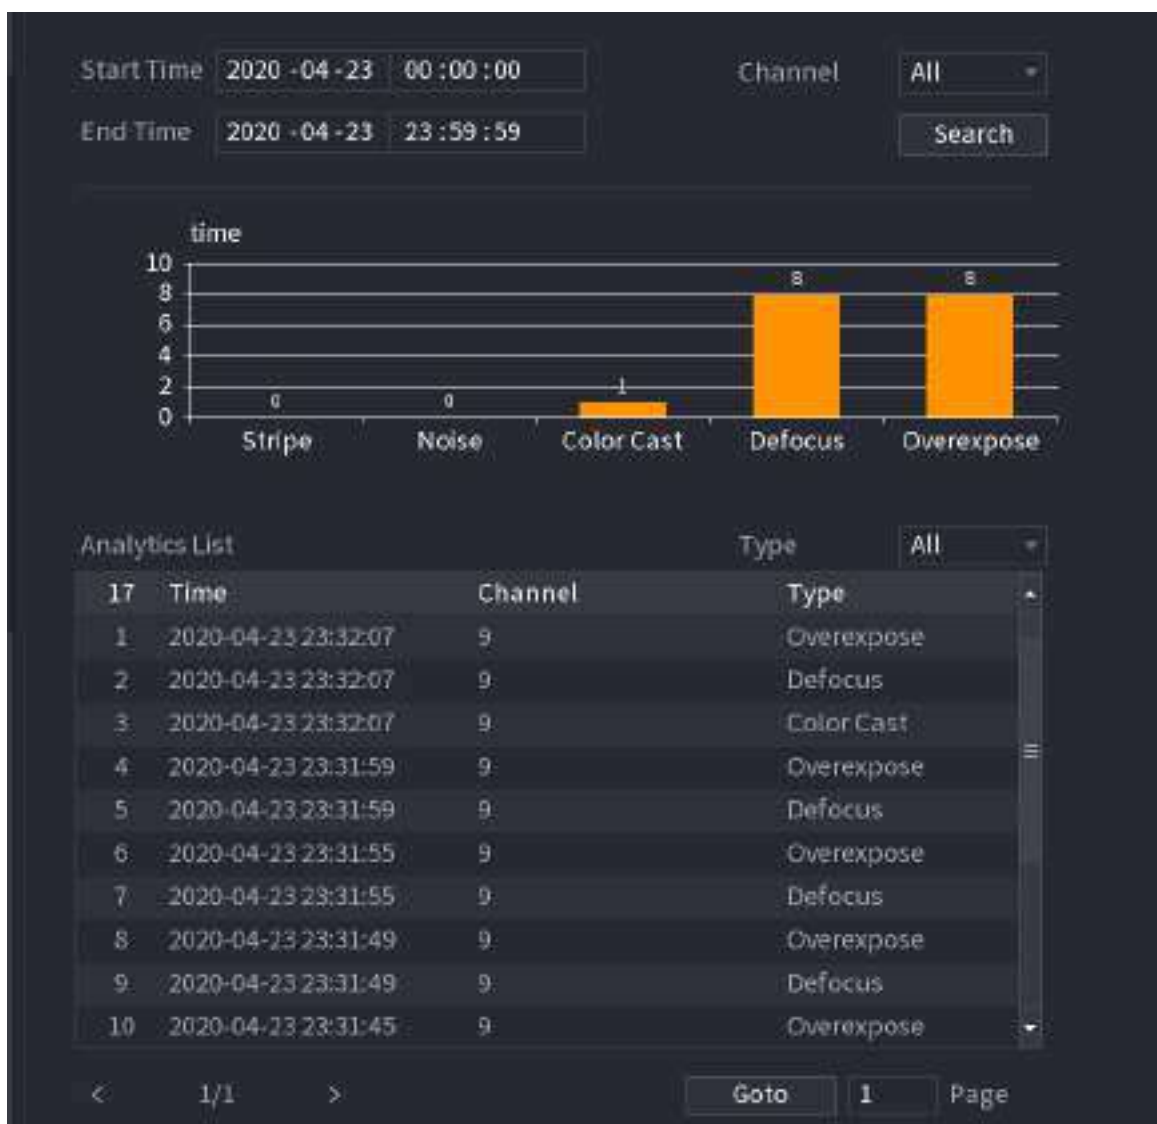 Start Time 2020 -04 -23 00 :00 :00 Channel All
End Time 2020 -04 -23 23 :59 :59 Search
time
10
8
6
4
2
0
0 0 1 8 8
Stripe Noise Color Cast Defocus Overexpose
Analytics List Type All
17 Time Channel Type
1 2020-04-23 23:32:07 9 Overexpose
2 2020-04-23 23:32:07 9 Defocus
3 2020-04-23 23:32:07 9 Color Cast
4 2020-04-23 23:31:59 9 Overexpose
5 2020-04-23 23:31:59 9 Defocus
6 2020-04-23 23:31:55 9 Overexpose
7 2020-04-23 23:31:55 9 Defocus
8 2020-04-23 23:31:49 9 Overexpose
9 2020-04-23 23:31:49 9 Defocus
10 2020-04-23 23:31:45 9 Overexpose
< 1/1 > Goto 1 Page